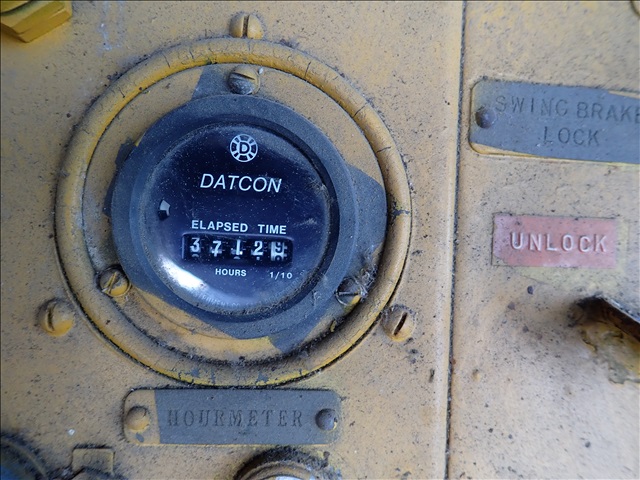 D
DATCON
ELAPSED TIME
3712
HOURS 1/10
HOURMETER
SWING BRAKE
LOCK
UNLOCK